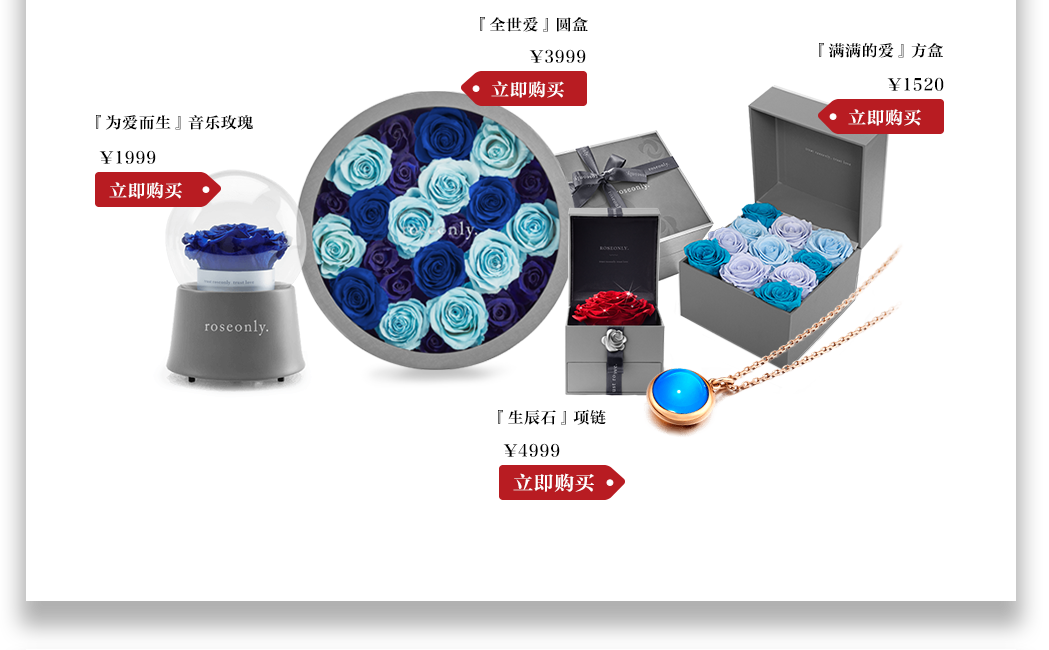 『全世爱』圆盒
¥3999
立即购买
『满满的爱』方盒
¥1520
立即购买
『为爱而生』音乐玫瑰
¥1999
立即购买
roseonly.
roseonly.
roseonly.
ROSEONLY.
roseonly.
『生辰石』项链
¥4999
立即购买